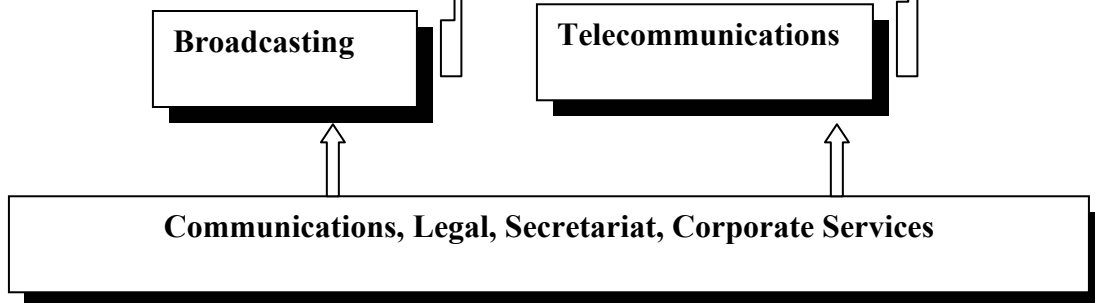 Broadcasting
Telecommunications
Communications, Legal, Secretariat, Corporate Services